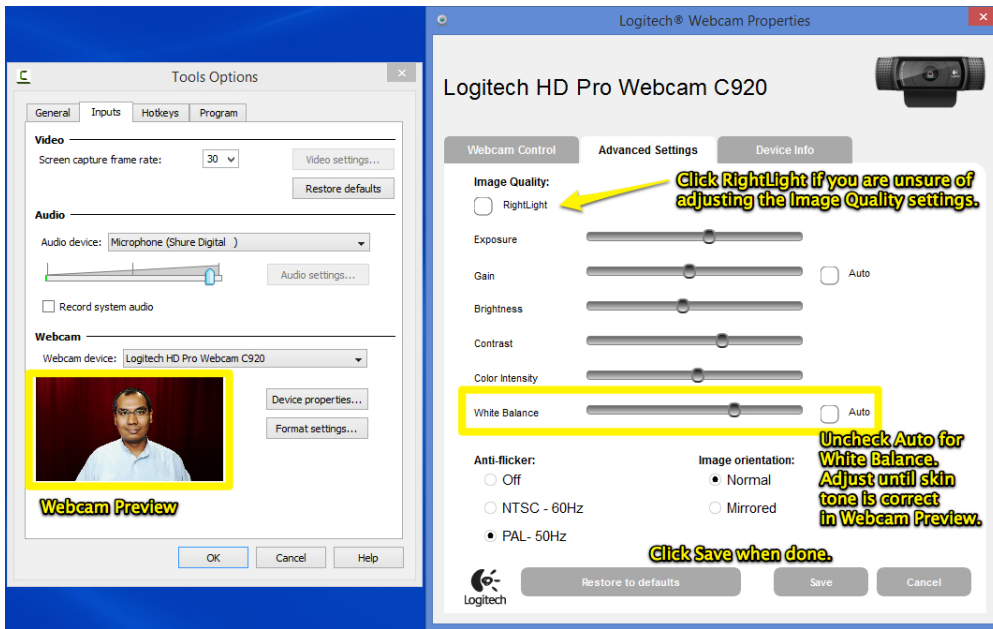 Tools Options
General Inputs Hotkeys Program
Video
Screen capture frame rate: 30 Video settings...
Restore defaults
Audio
Audio device: Microphone (Shure Digital )
Audio settings...
Record system audio
Webcam
Webcam device: Logitech HD Pro Webcam C920
Device properties...
Format settings...
Webcam Preview
OK Cancel Help
Logitech® Webcam Properties
Logitech HD Pro Webcam C920
Webcam Control Advanced Settings Device Info
Image Quality:
RightLight
Click RightLight if you are unsure of
adjusting the Image Quality settings.
Exposure
Gain Auto
Brightness
Contrast
Color Intensity
White Balance Auto
Uncheck Auto for
White Balance.
Adjust until skin
tone is correct
in Webcam Preview.
Anti-flicker: Image orientation:
Off Normal
NTSC - 60Hz Mirrored
PAL- 50Hz
Click Save when done.
Logitech
Restore to defaults Save Cancel